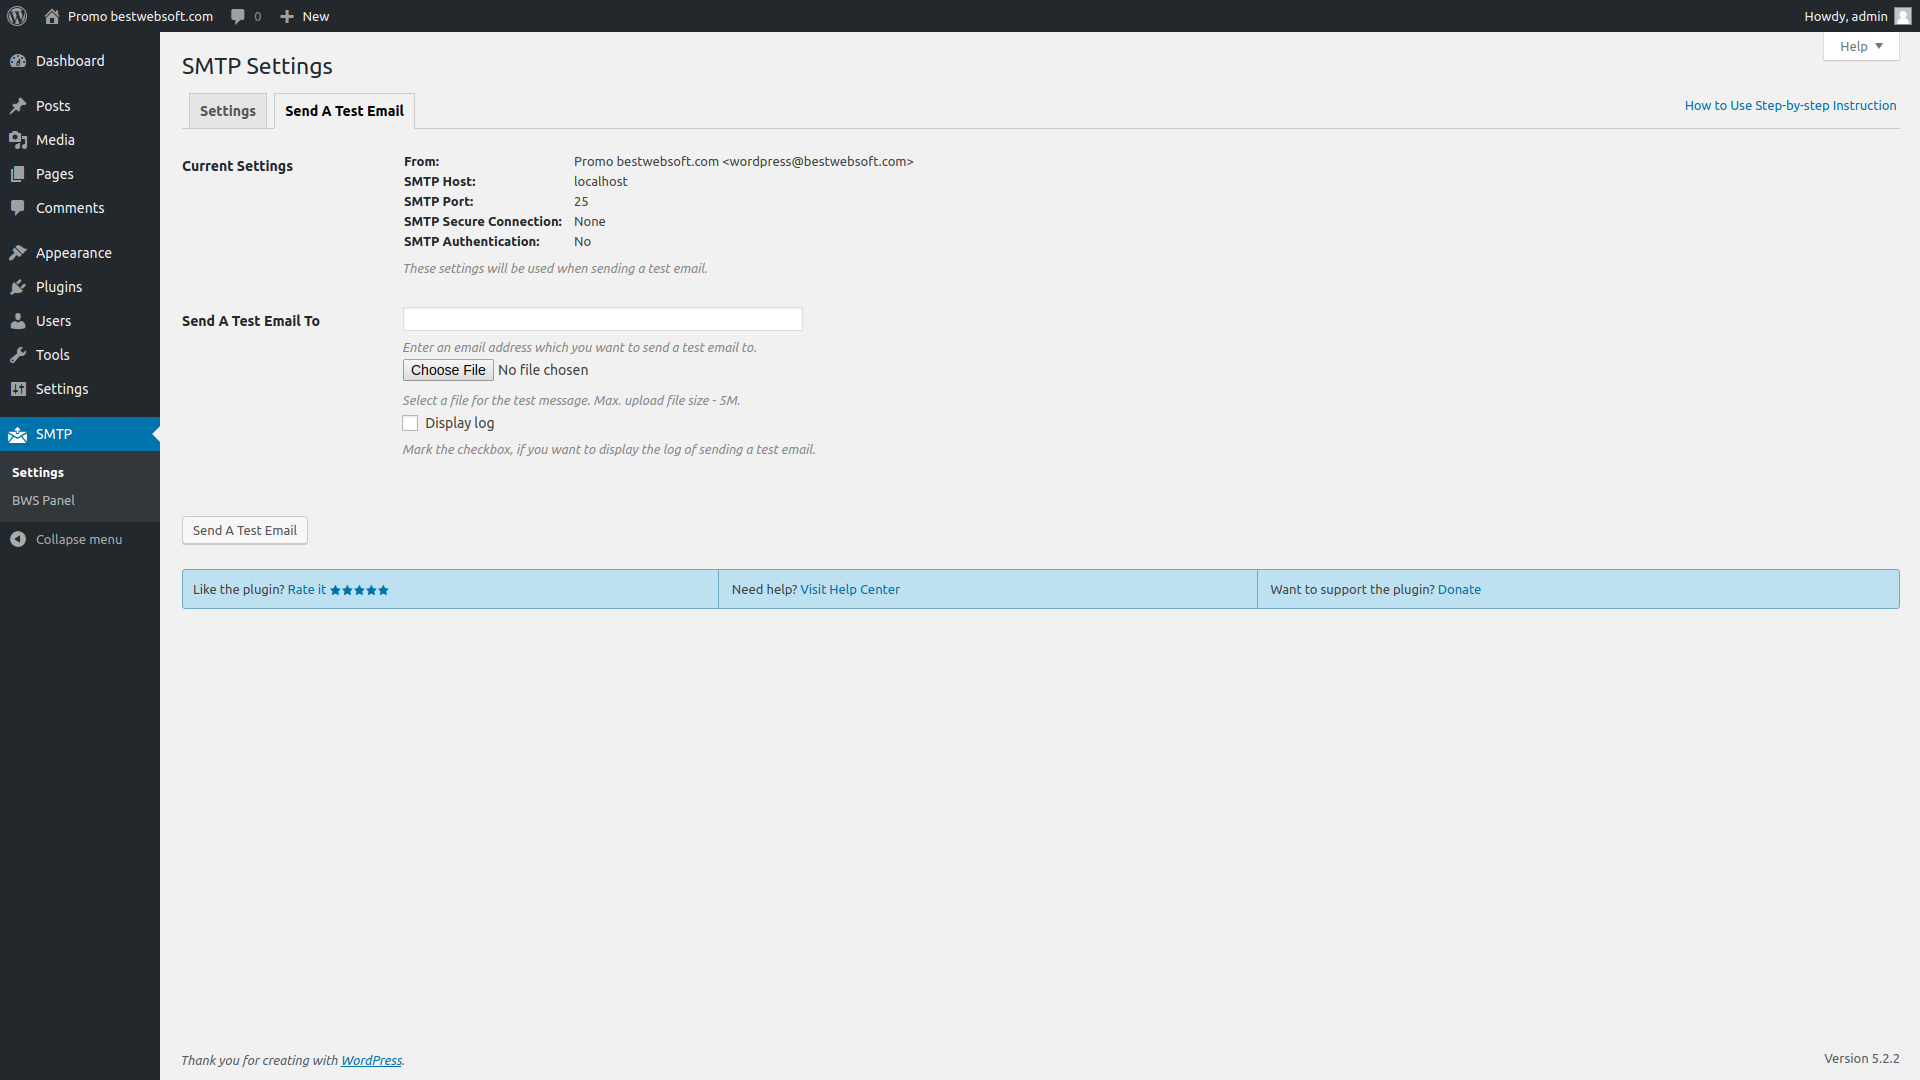 Promo bestwebsoft.com 0 New Howdy, admin
Help
Dashboard
Posts
Media
Pages
Comments
Appearance
Plugins
Users
Tools
Settings
SMTP
Settings
BWS Panel
Collapse menu
SMTP Settings
Settings Send A Test Email How to Use Step-by-step Instruction
Current Settings
From: Promo bestwebsoft.com <wordpress@bestwebsoft.com>
SMTP Host: localhost
SMTP Port: 25
SMTP Secure Connection: None
SMTP Authentication: No
These settings will be used when sending a test email.
Send A Test Email To
Enter an email address which you want to send a test email to.
Choose File No file chosen
Select a file for the test message. Max. upload file size - 5M.
Display log
Mark the checkbox, if you want to display the log of sending a test email.
Send A Test Email
Like the plugin? Rate it ★★★★★ Need help? Visit Help Center Want to support the plugin? Donate
Thank you for creating with WordPress. Version 5.2.2